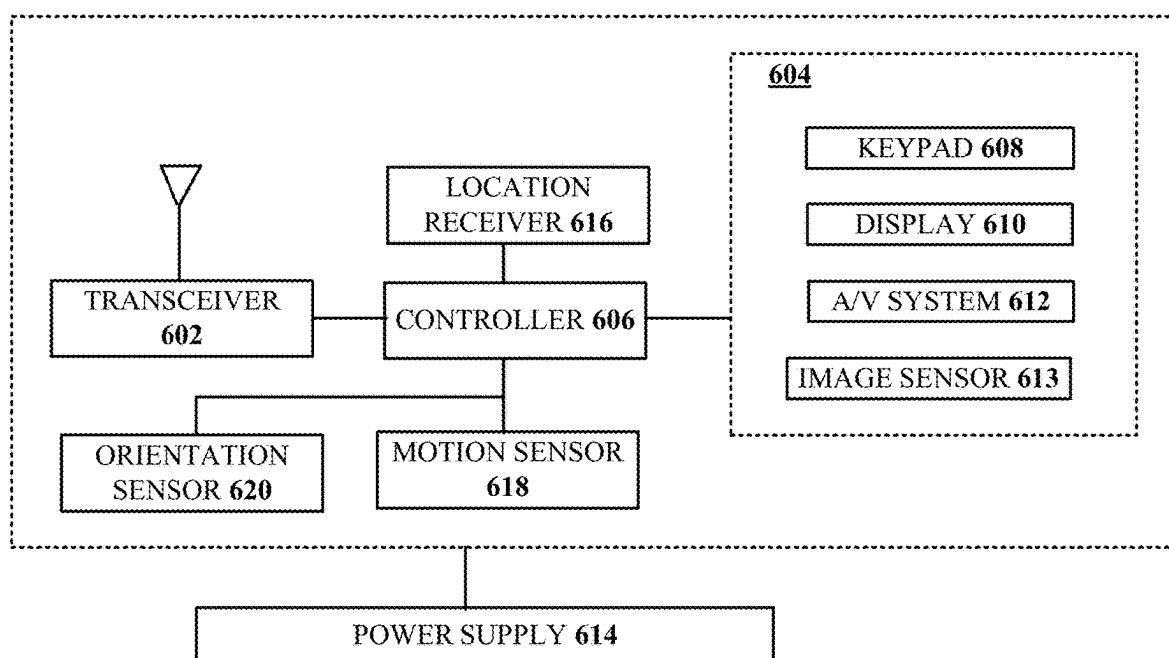 604
KEYPAD 608
LOCATION
RECEIVER 616
DISPLAY 610
TRANSCEIVER
602
CONTROLLER 606
A/V SYSTEM 612
IMAGE SENSOR 613
ORIENTATION
SENSOR 620
MOTION SENSOR
618
POWER SUPPLY 614